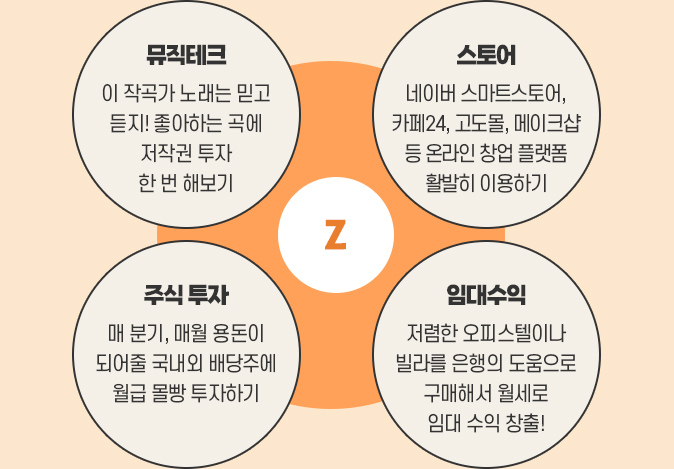 뮤직테크
이 작곡가 노래는 믿고
듣지! 좋아하는 곡에
저작권 투자
한 번 해보기
스토어
네이버 스마트스토어,
카페24, 고도몰, 메이크샵
등 온라인 창업 플랫폼
활발히 이용하기
Z
주식 투자
매 분기, 매월 용돈이
되어줄 국내외 배당주에
월급 몰빵 투자하기
임대수익
저렴한 오피스텔이나
빌라를 은행의 도움으로
구매해서 월세로
임대 수익 창출!